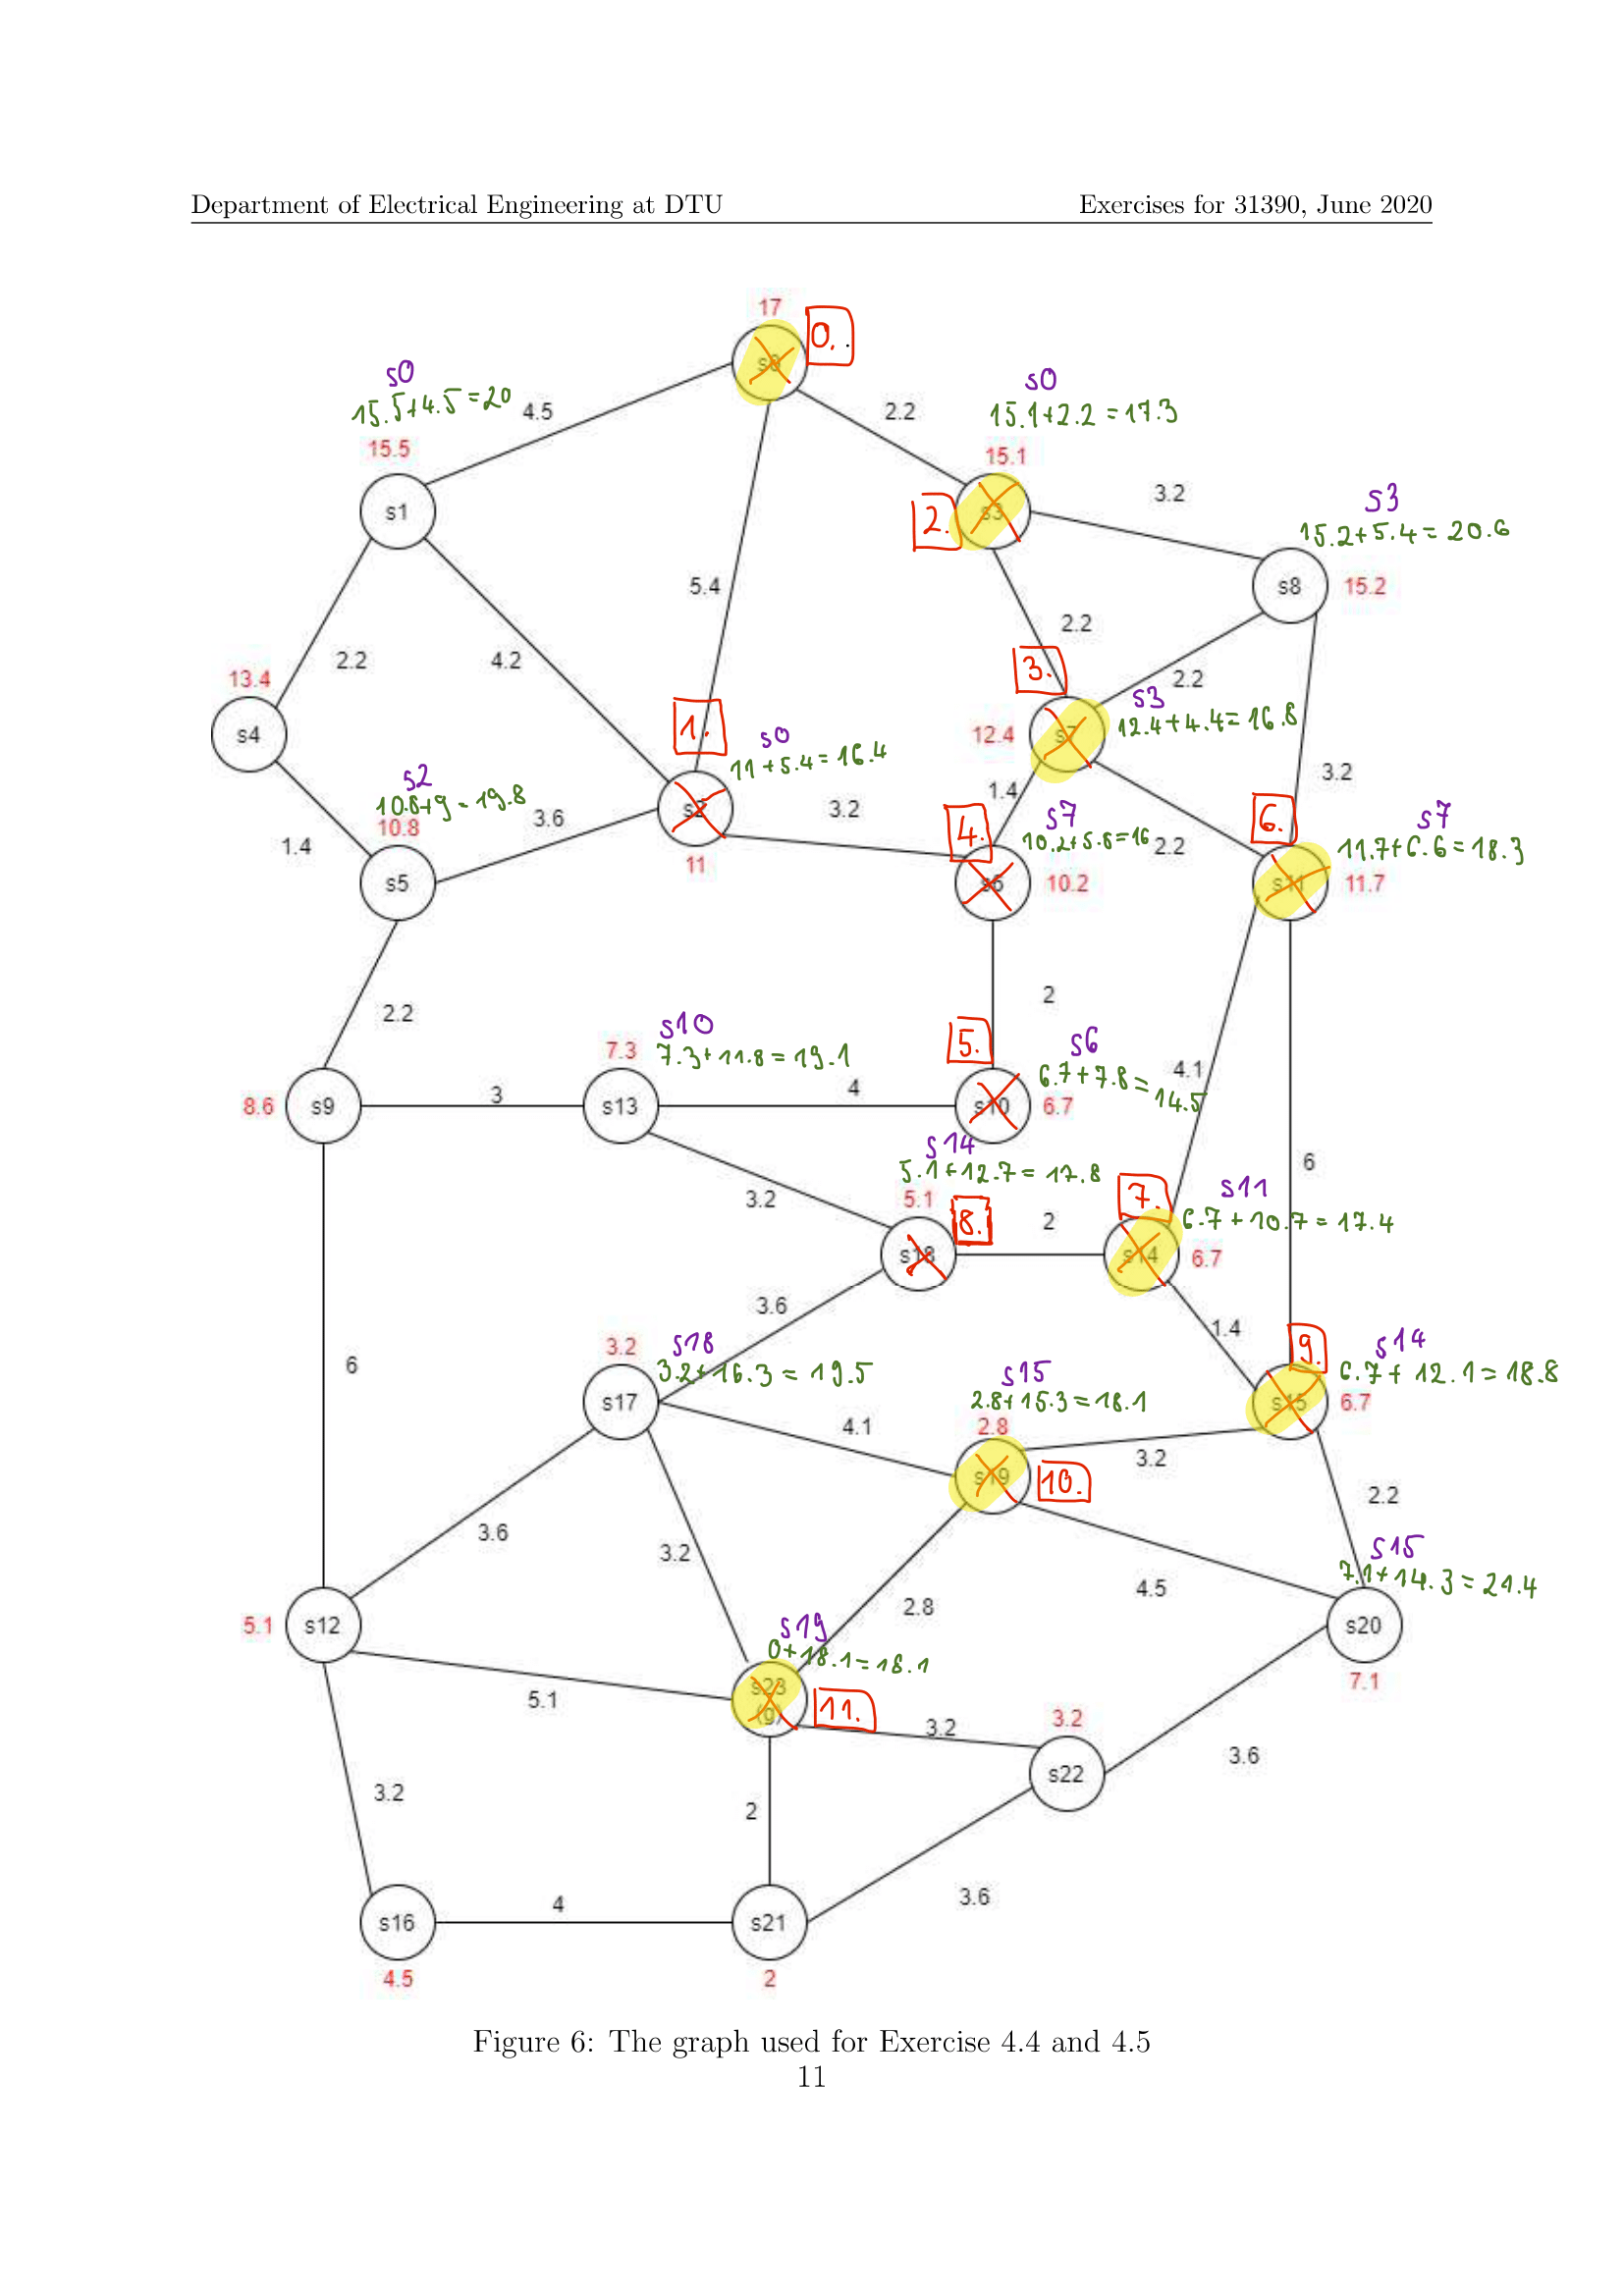 Department of Electrical Engineering at DTU
Exercises for 31390, June 2020
17
0.
s0
s0
15.5+4.5=20
4.5
2.2
s0
15.1+2.2=17.3
15.5
15.1
s1
2.
s3
3.2
s3
15.2+5.4=20.6
s8
15.2
5.4
2.2
2.2
4.2
3.
2.2
13.4
s4
1.
s0
11+5.4=16.4
12.4
s7
s3
12.4+4.4=16.8
3.2
s2
10.8+9=19.8
10.8
3.6
s2
3.2
1.4
1.4
11
s5
4.
s7
10.2+5.8=16
2.2
6.
s7
11.7+6.6=18.3
s6
10.2
s11
11.7
2.2
2
s10
7.3
7.3+11.8=19.1
5.
s6
6.7+7.8=
14.5
4.1
8.6
s9
3
s13
4
s10
6.7
s14
5.1+12.7=17.8
6
3.2
5.1
8.
2
7.
s11
6.7+10.7=17.4
s18
s14
6.7
3.6
1.4
6
3.2
s18
3.2+16.3=19.5
s17
4.1
s15
2.8+15.3=18.1
2.8
9.
s14
6.7+12.1=18.8
s15
6.7
3.2
s19
10.
2.2
3.6
3.2
2.8
4.5
s15
7.1+14.3=21.4
5.1
s12
s19
0+18.1=18.1
s20
7.1
5.1
s23
(g)
11.
3.2
3.2
s22
3.6
3.2
2
3.6
s16
4
s21
4.5
2
Figure 6: The graph used for Exercise 4.4 and 4.5
11